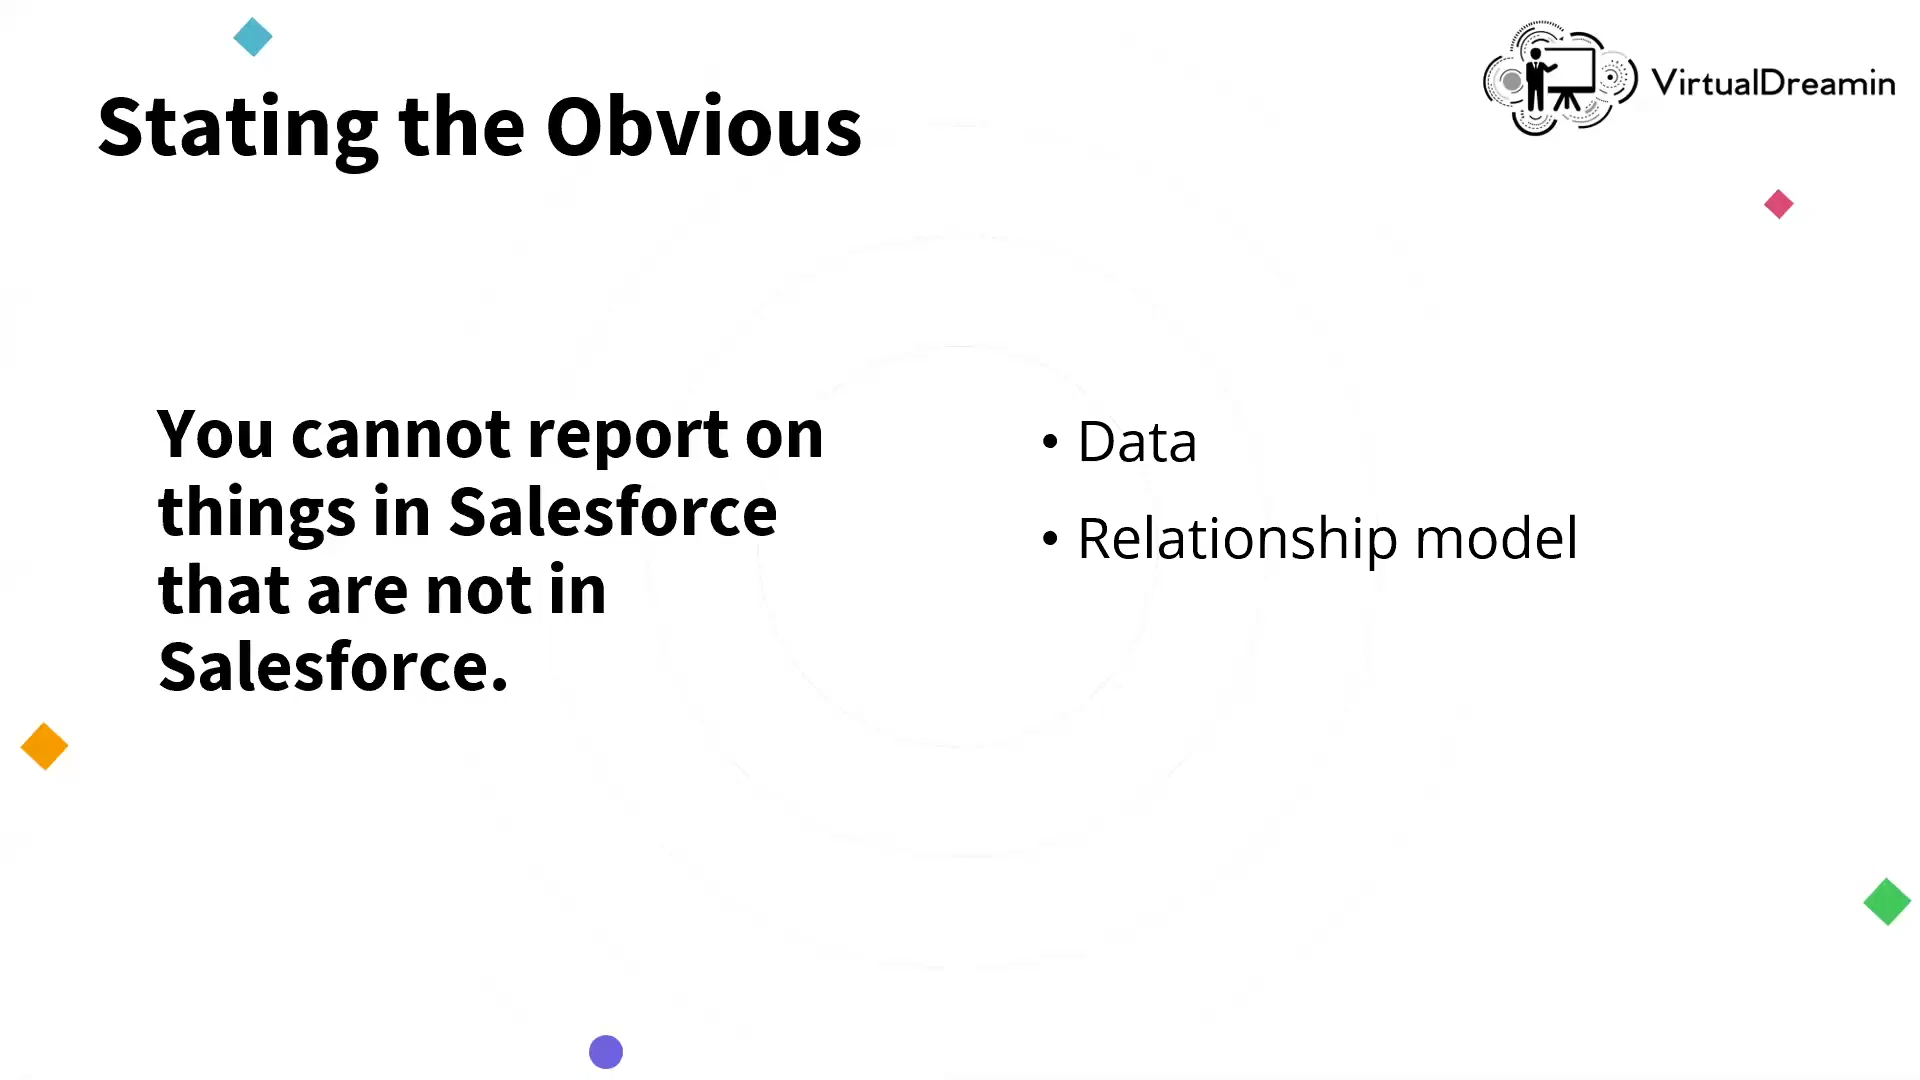 VirtualDreamin
Stating the Obvious
You cannot report on
things in Salesforce
that are not in
Salesforce.
• Data
• Relationship model